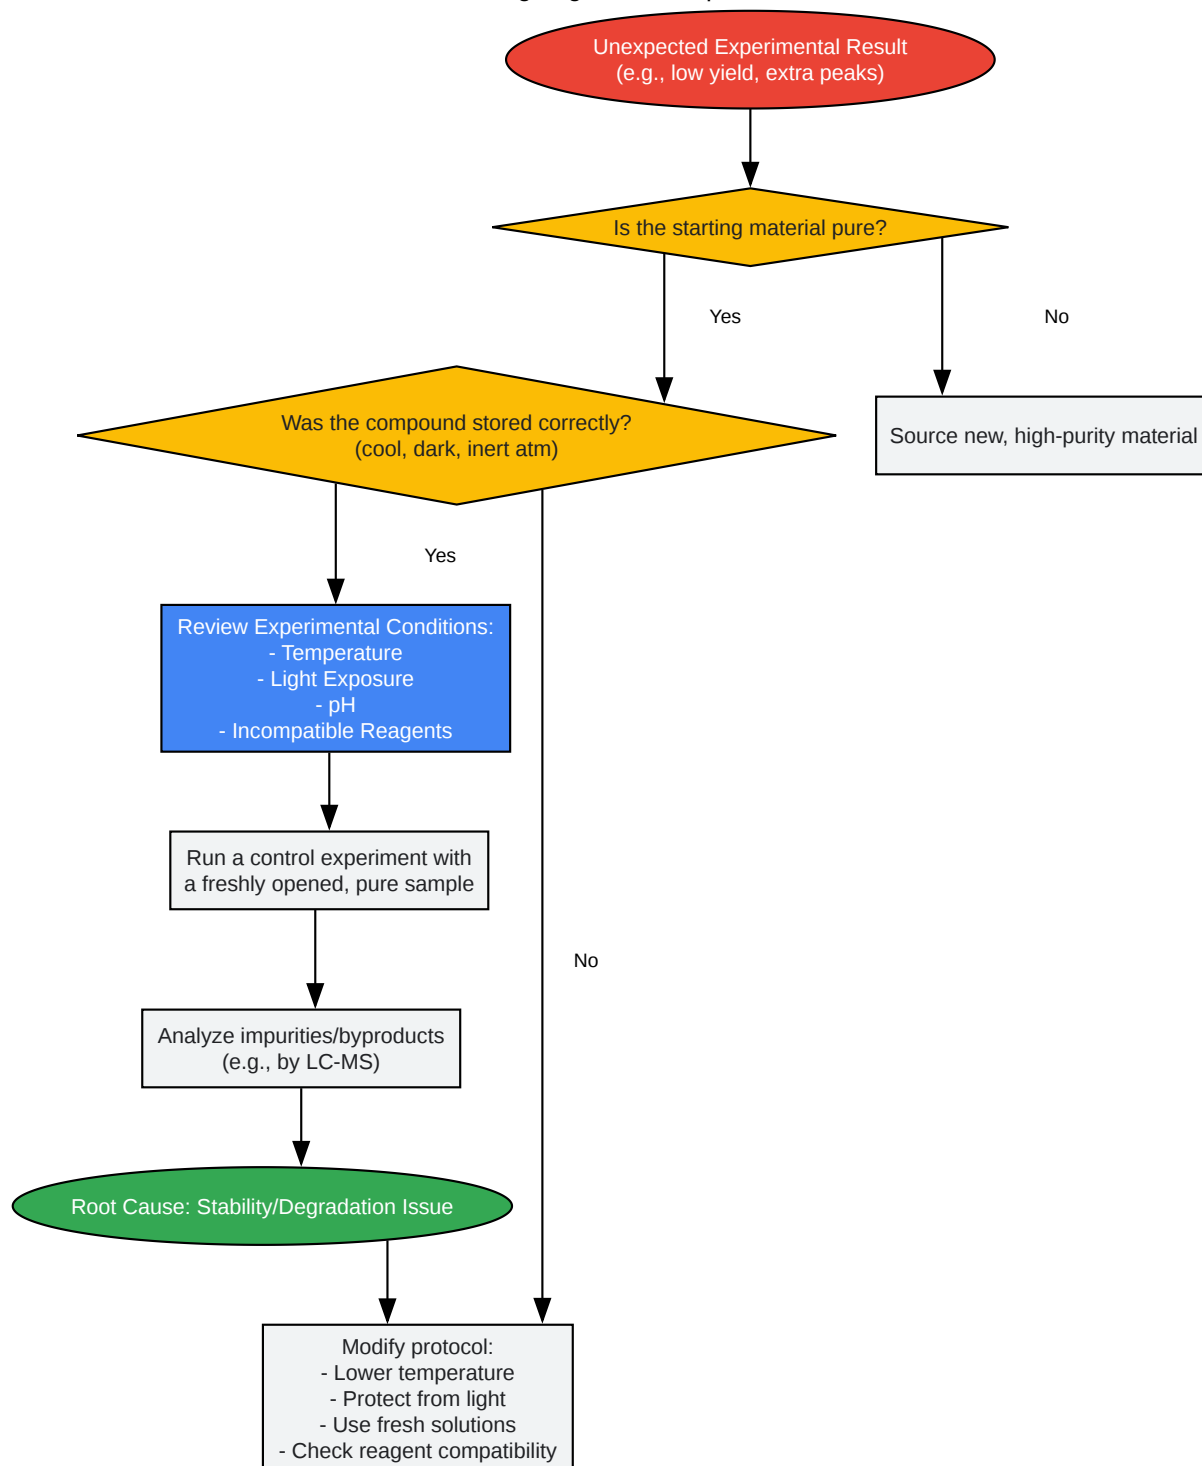 Unexpected Experimental Result
(e.g., low yield, extra peaks)
Is the starting material pure?
Yes
No
Was the compound stored correctly?
(cool, dark, inert atm)
Source new, high-purity material
Yes
Review Experimental Conditions:
- Temperature
- Light Exposure
- pH
- Incompatible Reagents
Run a control experiment with
a freshly opened, pure sample
No
Analyze impurities/byproducts
(e.g., by LC-MS)
Root Cause: Stability/Degradation Issue
Modify protocol:
- Lower temperature
- Protect from light
- Use fresh solutions
- Check reagent compatibility